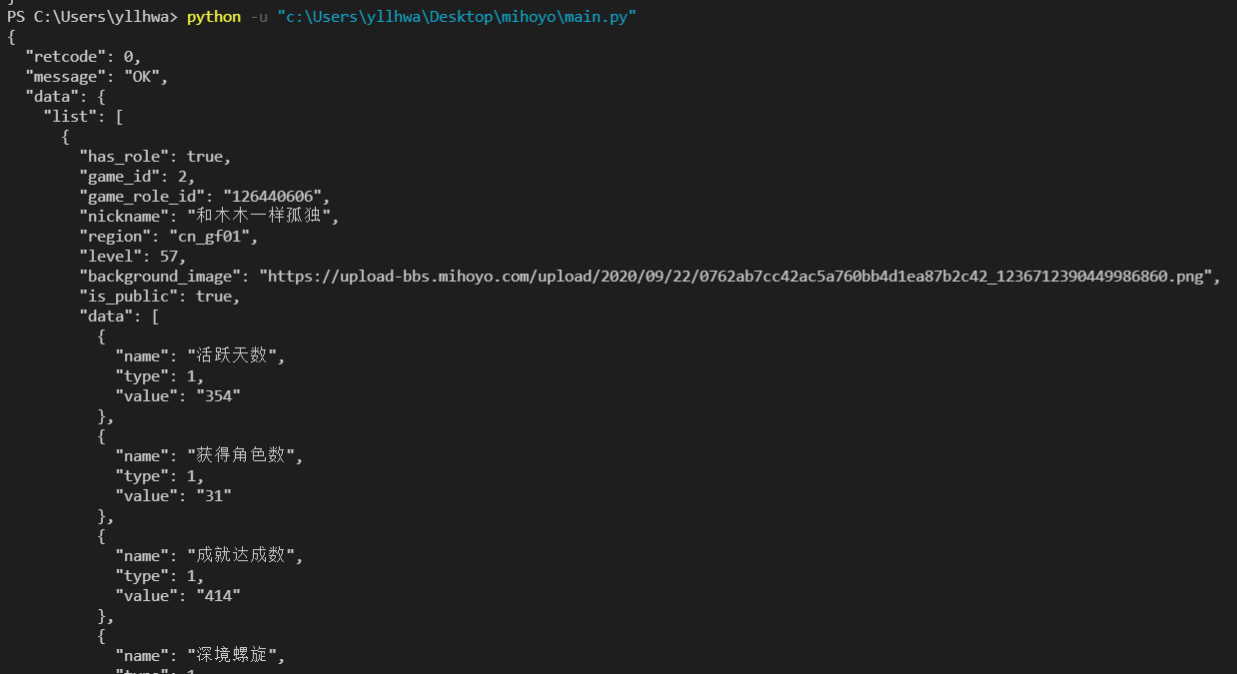 PS C:\Users\yllhwa> python -u "c:\Users\yllhwa\Desktop\mihoyo\main.py"
{
  "retcode": 0,
  "message": "OK",
  "data": {
    "list": [
      {
        "has_role": true,
        "game_id": 2,
        "game_role_id": "126440606",
        "nickname": "和木木一样孤独",
        "region": "cn_gf01",
        "level": 57,
        "background_image": "https://upload-bbs.mihoyo.com/upload/2020/09/22/0762ab7cc42ac5a760bb4d1ea87b2c42_1236712390449986860.png",
        "is_public": true,
        "data": [
          {
            "name": "活跃天数",
            "type": 1,
            "value": "354"
          },
          {
            "name": "获得角色数",
            "type": 1,
            "value": "31"
          },
          {
            "name": "成就达成数",
            "type": 1,
            "value": "414"
          },
          {
            "name": "深境螺旋",
            "type": 1